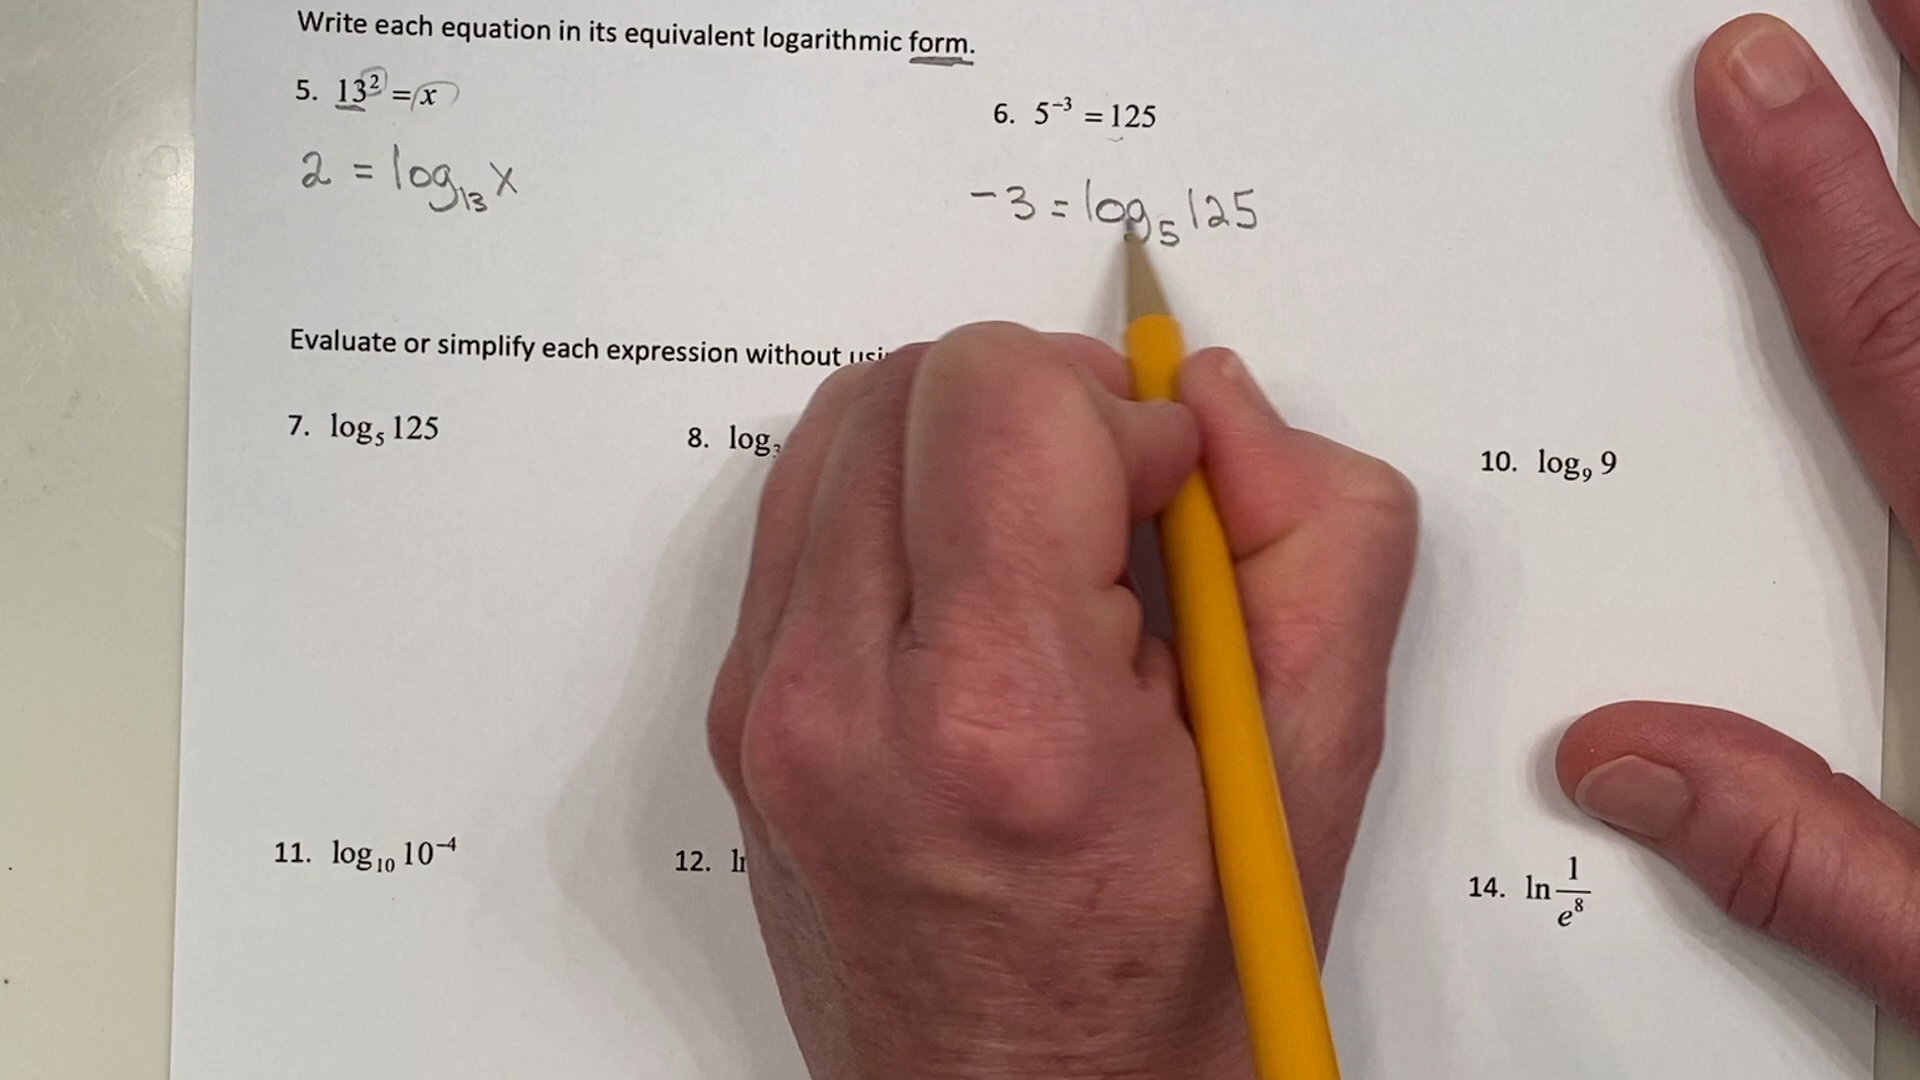 Write each equation in its equivalent logarithmic form.
5. 13² = x
6. 5⁻³ = 125
2 = log₁₃ x
-3 = log₅ 125
Evaluate or simplify each expression without
7. log₅ 125
8. log
10. log₉ 9
11. log₁₀ 10⁻⁴
12.
14. ln 1/e⁸